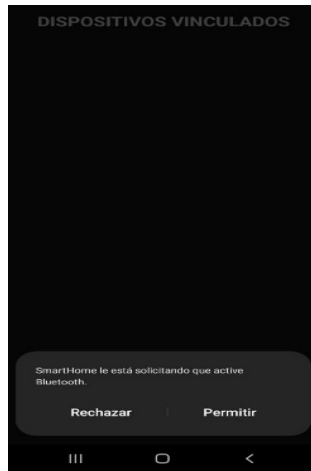 DISPOSITIVOS VINCULADOS
SmartHome le está solicitando que active
Bluetooth.
Rechazar
Permitir